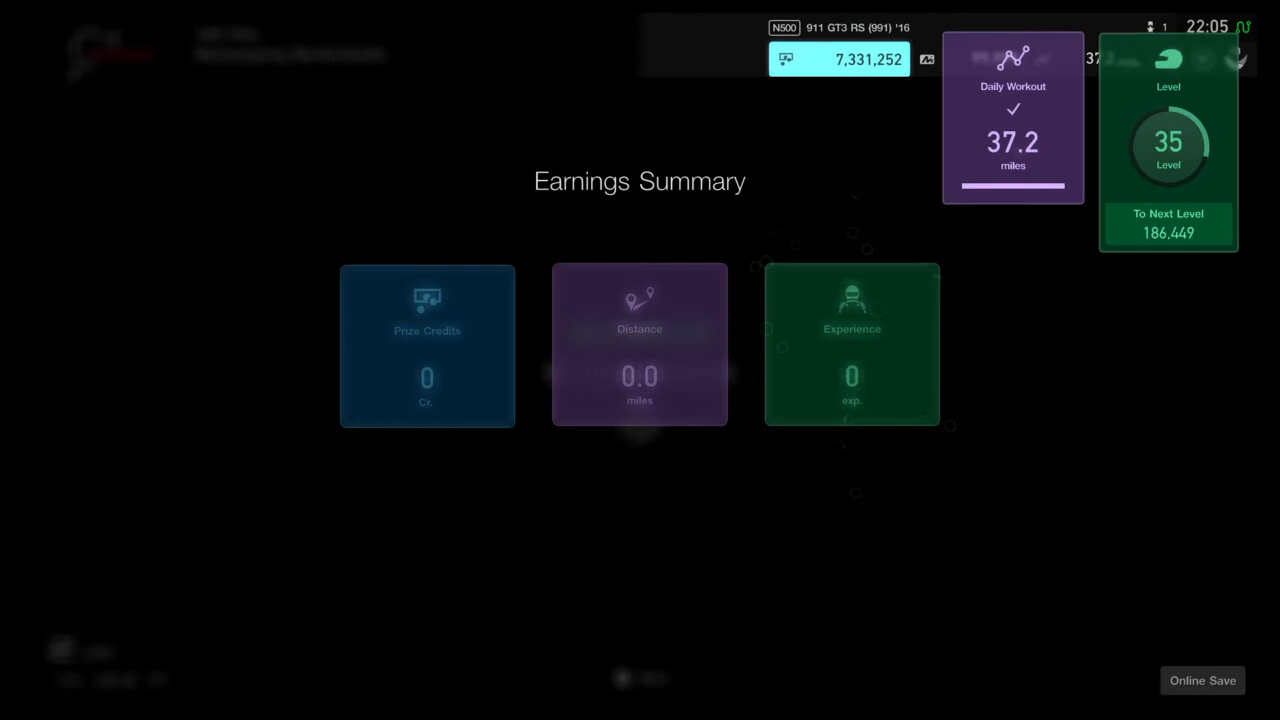 N500 911 GT3 RS (991) '16
1 22:05
7,331,252
Daily Workout
37.2
miles
Level
35
Level
To Next Level
186,449
Earnings Summary
Prize Credits
0
Cr.
Distance
0.0
miles
Experience
0
exp.
Online Save